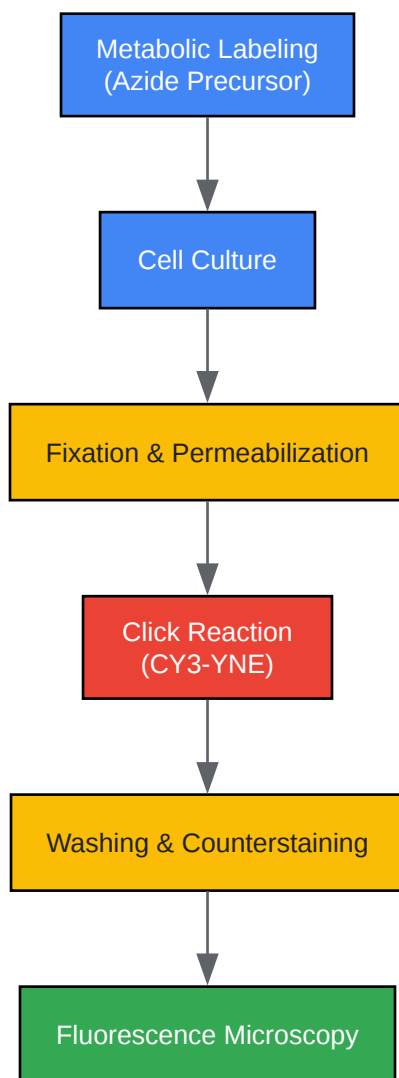 Metabolic Labeling
(Azide Precursor)
Cell Culture
Fixation & Permeabilization
Click Reaction
(CY3-YNE)
Washing & Counterstaining
Fluorescence Microscopy